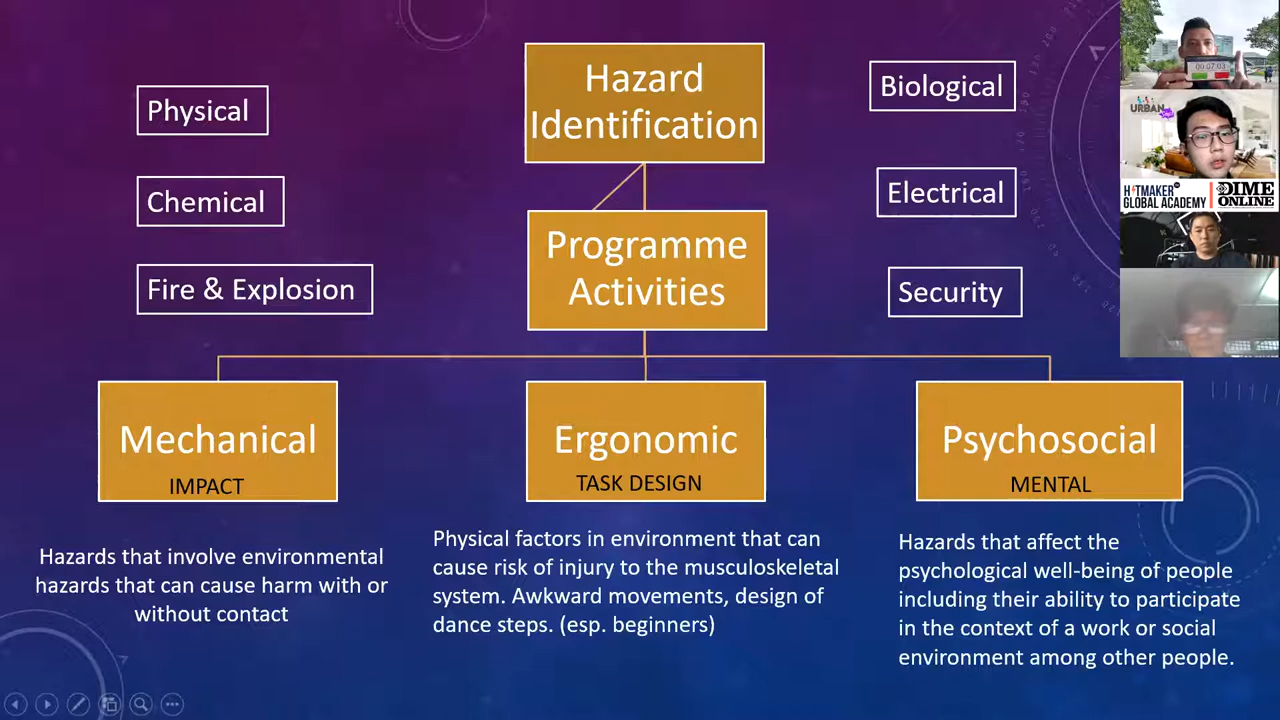 Hazard
Identification
Physical
Chemical
Fire & Explosion
Biological
Electrical
Security
Programme
Activities
Mechanical
IMPACT
Ergonomic
TASK DESIGN
Psychosocial
MENTAL
Hazards that involve environmental
hazards that can cause harm with or
without contact
Physical factors in environment that can
cause risk of injury to the musculoskeletal
system. Awkward movements, design of
dance steps. (esp. beginners)
Hazards that affect the
psychological well-being of people
including their ability to participate
in the context of a work or social
environment among other people.
00:07:03
URBAN
HITMAKER
GLOBAL ACADEMY
DIME
ONLINE